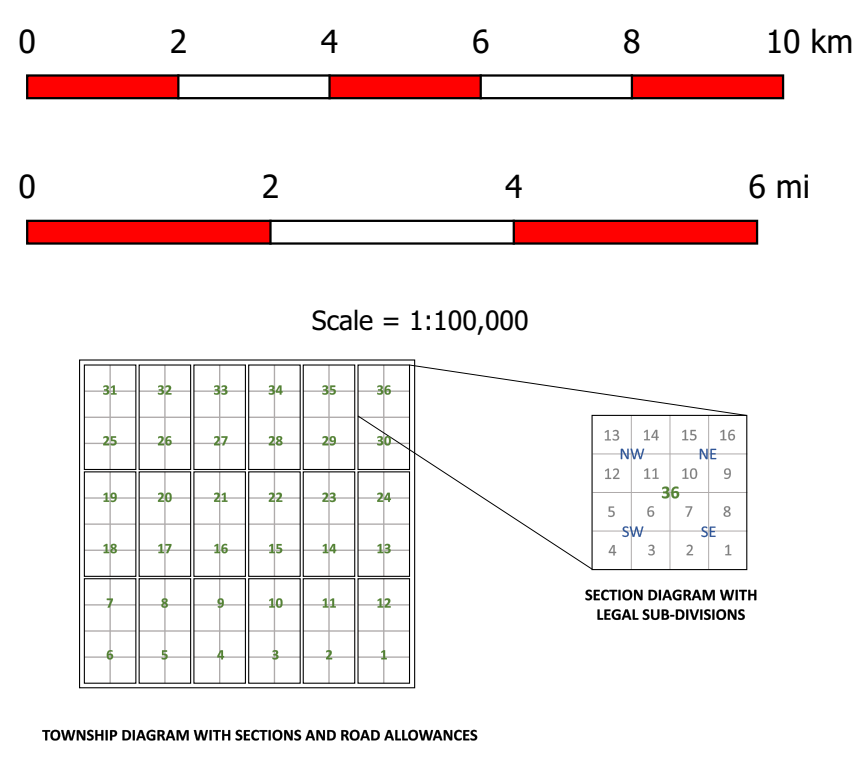 0 2 4 6 8 10 km
0 2 4 6 mi
Scale = 1:100,000
31 32 33 34 35 36
25 26 27 28 29 30
19 20 21 22 23 24
18 17 16 15 14 13
7 8 9 10 11 12
6 5 4 3 2 1
13 14 15 16
NW NE
12 11 10 9
36
5 6 7 8
SW SE
4 3 2 1
SECTION DIAGRAM WITH
LEGAL SUB-DIVISIONS
TOWNSHIP DIAGRAM WITH SECTIONS AND ROAD ALLOWANCES